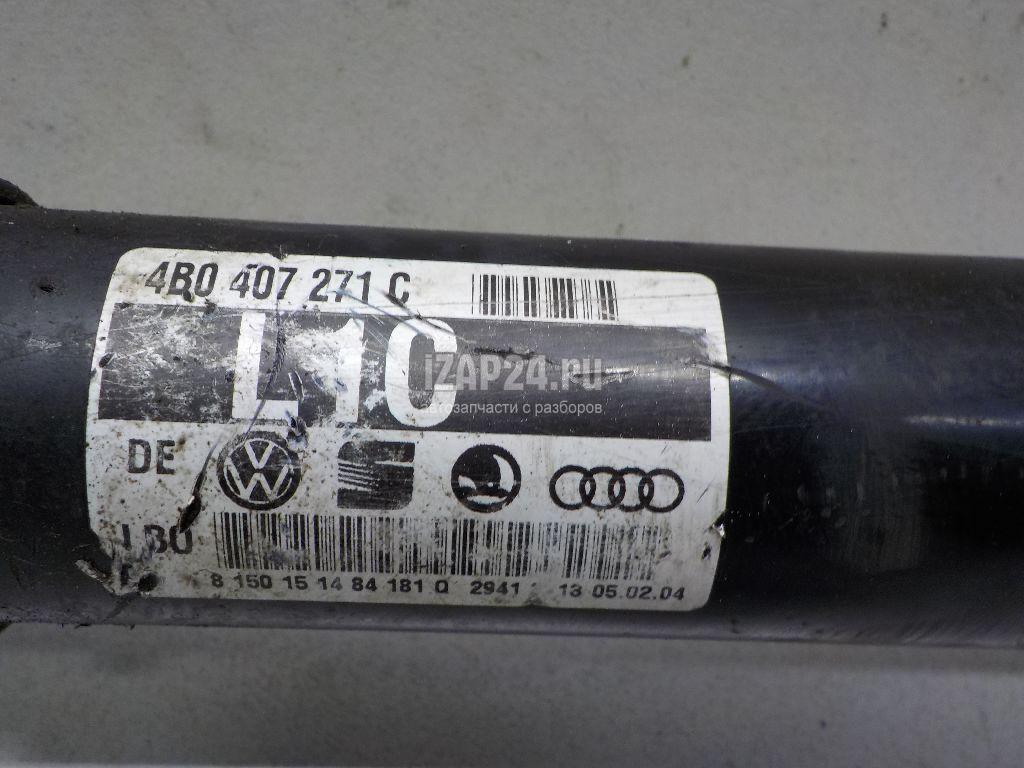 4B0 407 271 C
L10
iZAP24.ru
автозапчасти с разборов
DE
8 150 15 14 84 181 Q 2941 13 05.02.04